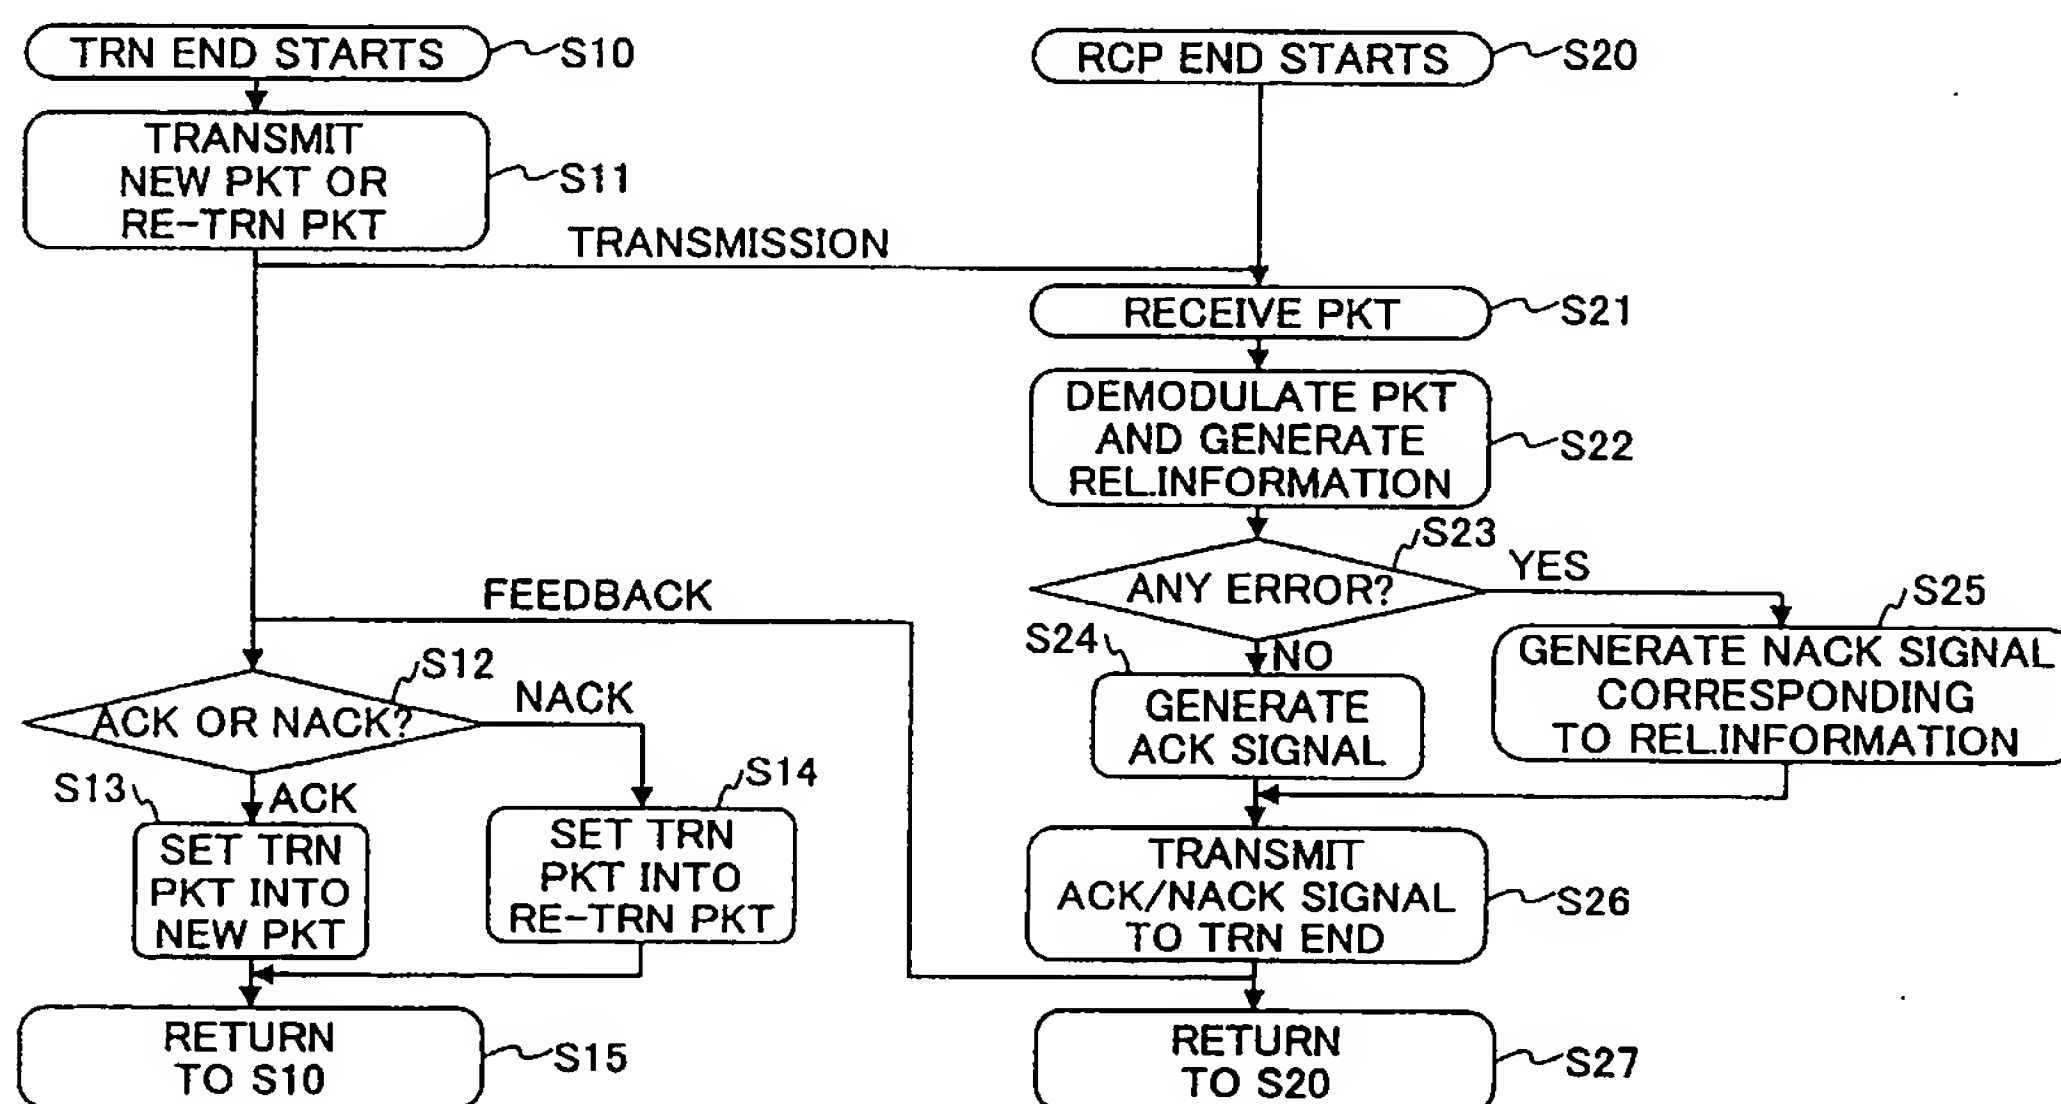 TRN END STARTS
S10
TRANSMIT
NEW PKT OR
RE-TRN PKT
S11
TRANSMISSION
FEEDBACK
ACK OR NACK?
S12
NACK
ACK
S13
SET TRN
PKT INTO
NEW PKT
S14
SET TRN
PKT INTO
RE-TRN PKT
RETURN
TO S10
S15
RCP END STARTS
S20
RECEIVE PKT
S21
DEMODULATE PKT
AND GENERATE
REL.INFORMATION
S22
ANY ERROR?
S23
YES
NO
S24
GENERATE
ACK SIGNAL
S25
GENERATE NACK SIGNAL
CORRESPONDING
TO REL.INFORMATION
TRANSMIT
ACK/NACK SIGNAL
TO TRN END
S26
RETURN
TO S20
S27